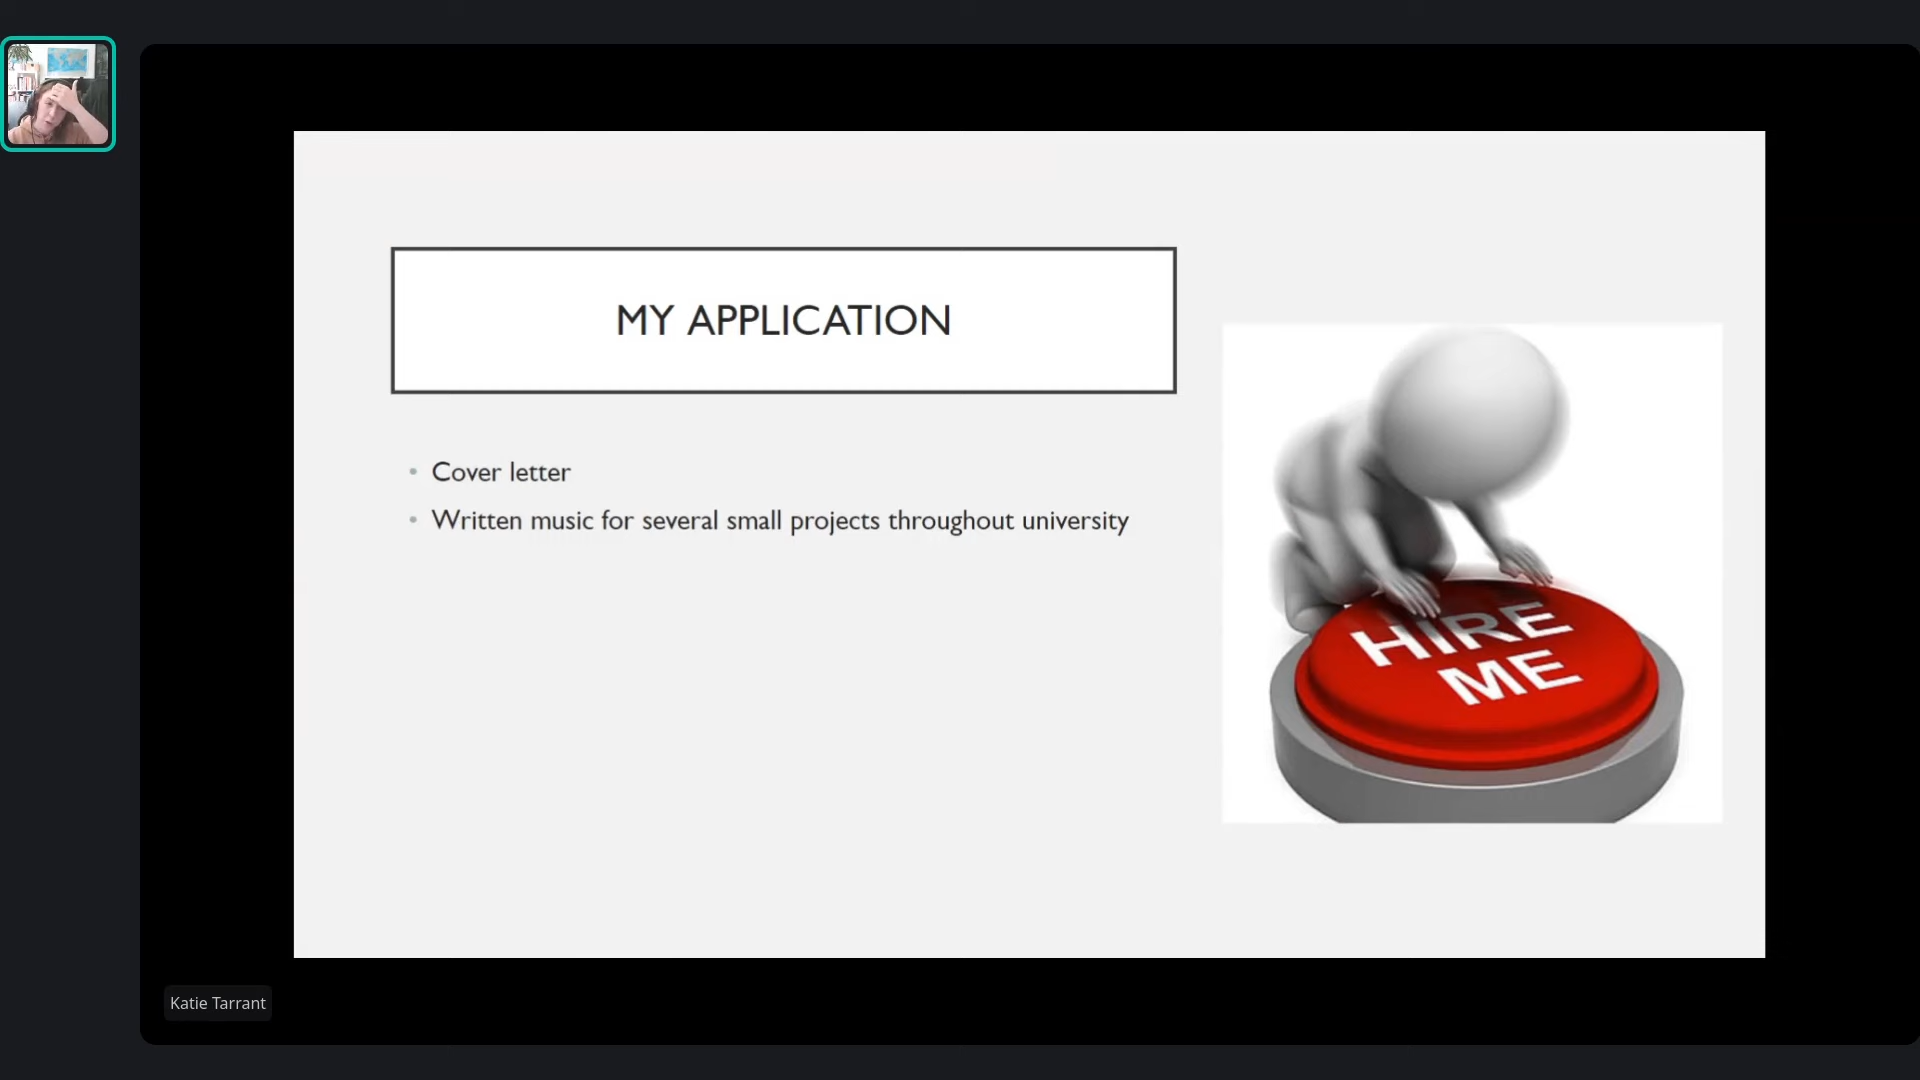 MY APPLICATION
Cover letter
Written music for several small projects throughout university
HIRE
ME
Katie Tarrant